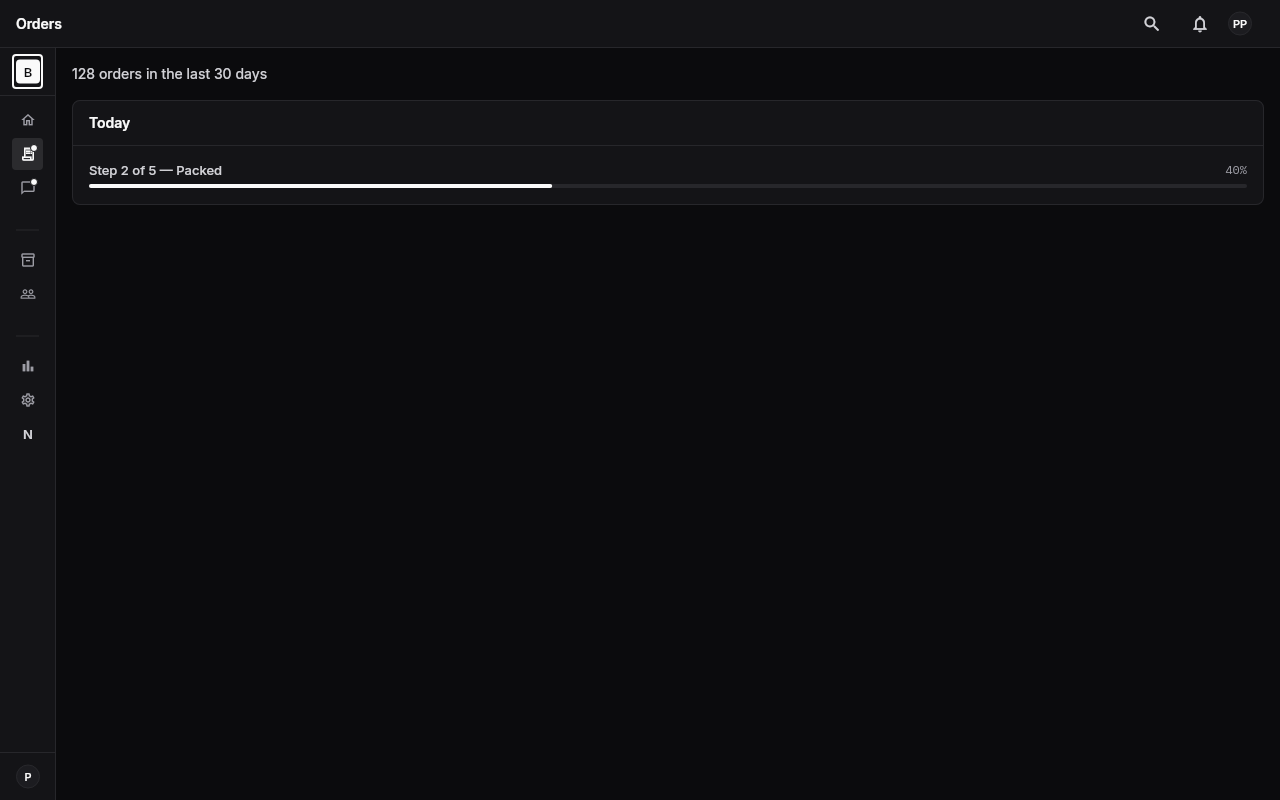 Orders
PP
B
128 orders in the last 30 days
Today
Step 2 of 5 — Packed
40%
N
P